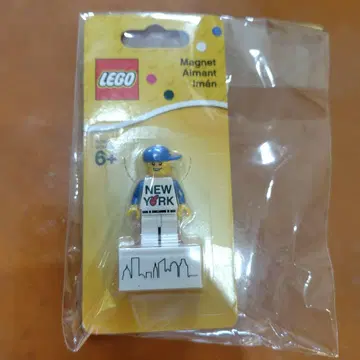 LEGO
Magnet
Aimant
Imán
6+
NEW
YORK